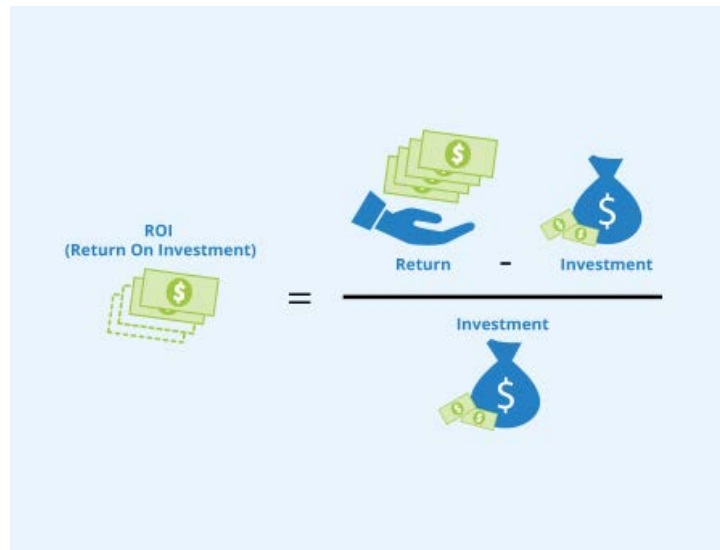 ROI
(Return On Investment)
=
Return - Investment
Investment
$
$
$
$